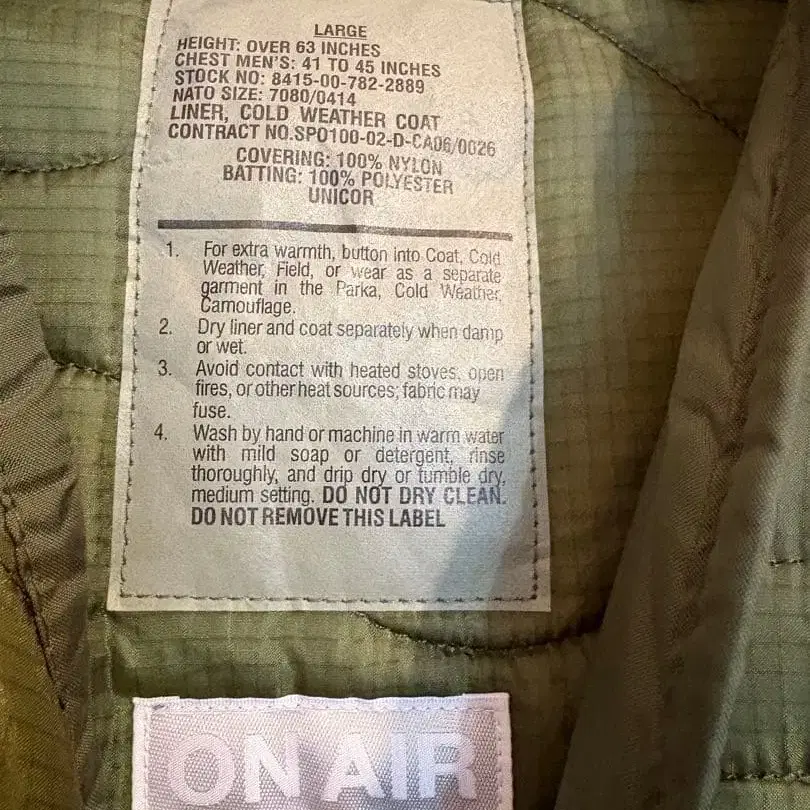 LARGE
HEIGHT: OVER 63 INCHES
CHEST MEN'S: 41 TO 45 INCHES
STOCK NO: 8415-00-782-2889
NATO SIZE: 7080/0414
LINER, COLD WEATHER COAT
CONTRACT NO.SPO100-02-D-CA06/0026
COVERING: 100% NYLON
BATTING: 100% POLYESTER
UNICOR
1. For extra warmth, button into Coat, Cold
Weather, Field, or wear as a separate
garment in the Parka, Cold Weather,
Camouflage.
2. Dry liner and coat separately when damp
or wet.
3. Avoid contact with heated stoves, open
fires, or other heat sources; fabric may
fuse.
4. Wash by hand or machine in warm water
with mild soap or detergent, rinse
thoroughly, and drip dry or tumble dry,
medium setting. DO NOT DRY CLEAN.
DO NOT REMOVE THIS LABEL
ON AIR